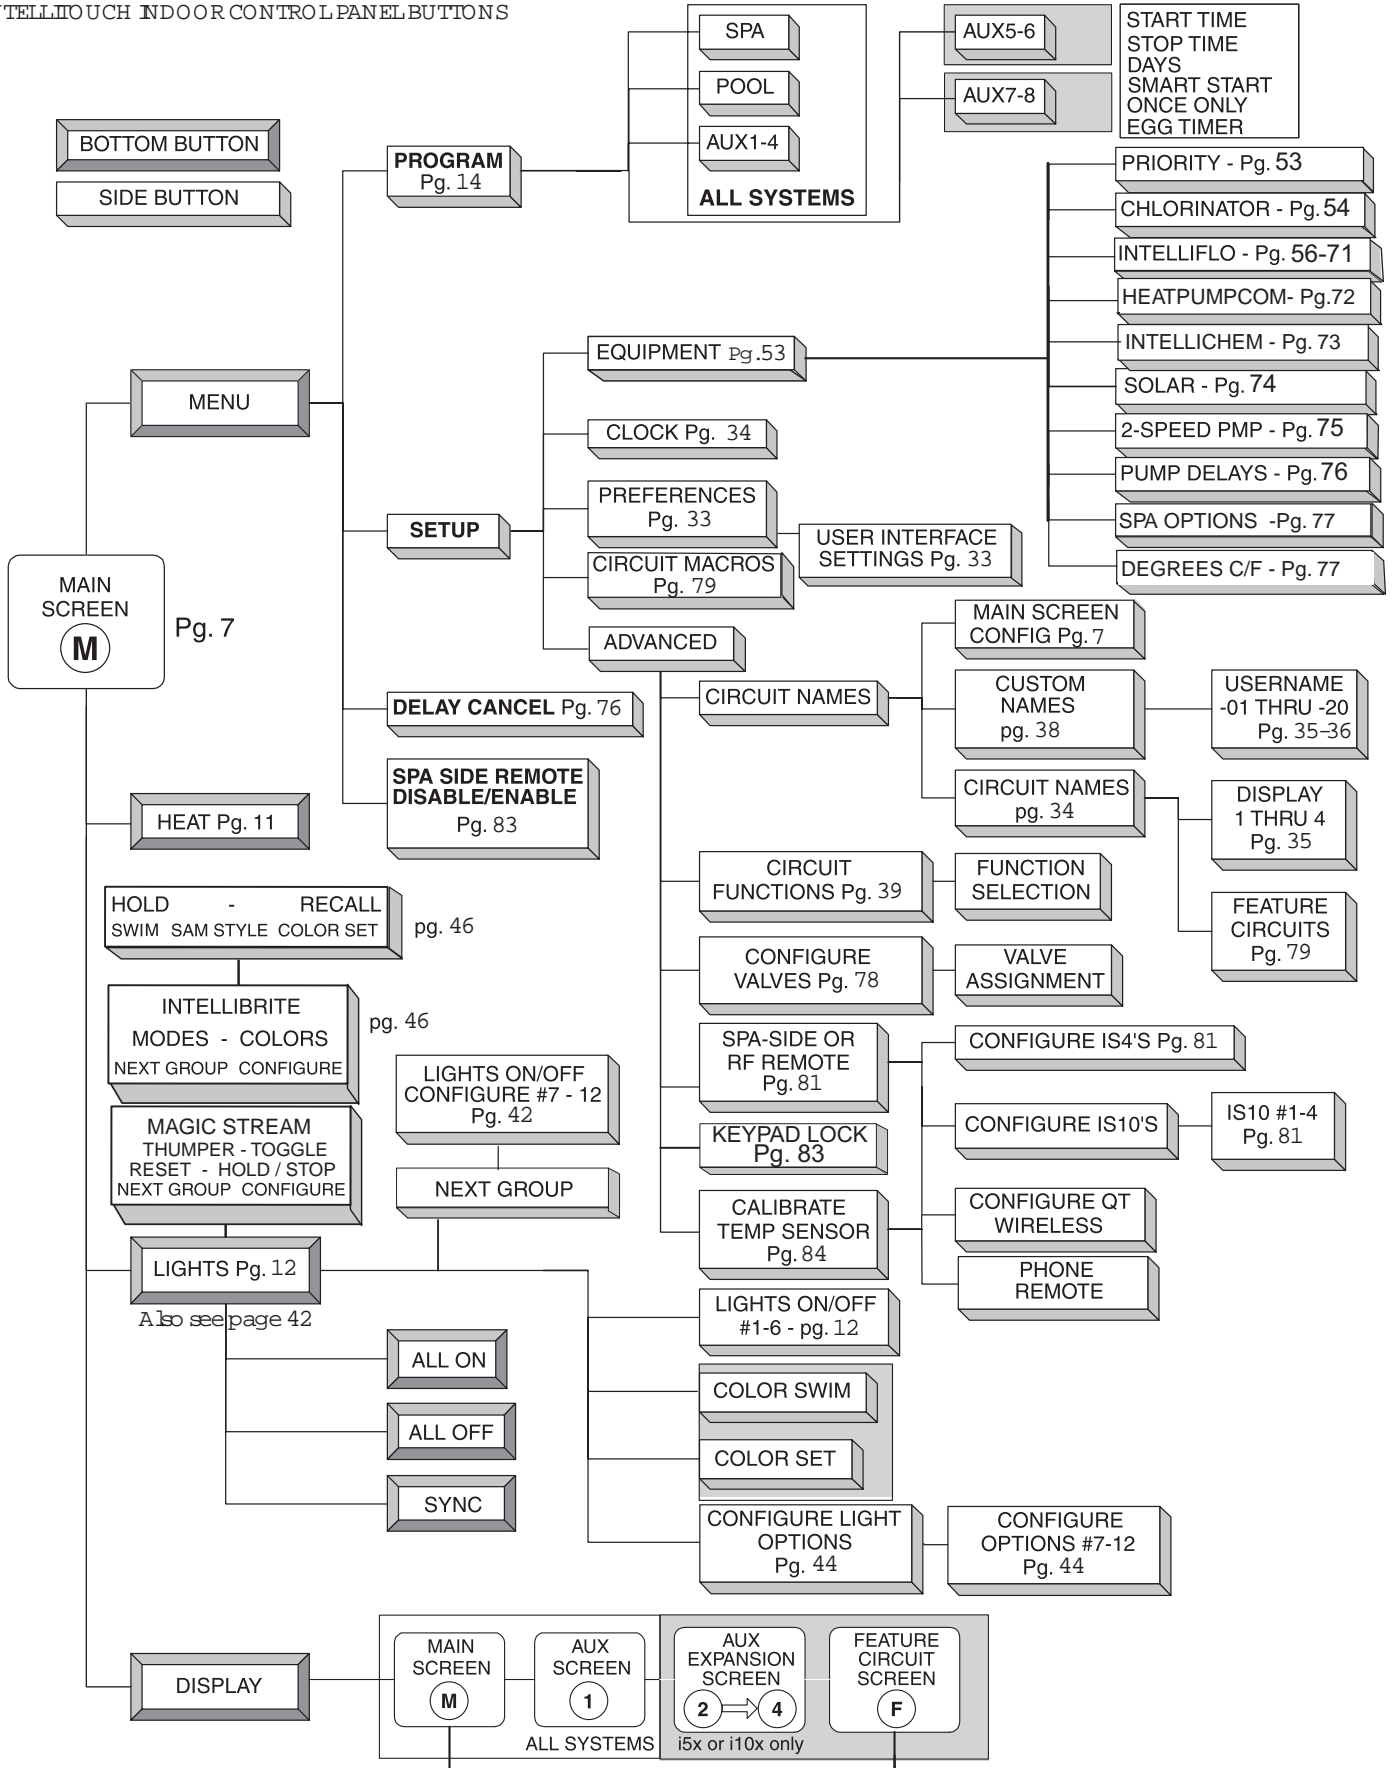 NTELLITOUCH INDOOR CONTROL PANEL BUTTONS
BOTTOM BUTTON
SIDE BUTTON
PROGRAM
Pg. 14
SPA
POOL
AUX1-4
ALL SYSTEMS
AUX5-6
AUX7-8
START TIME
STOP TIME
DAYS
SMART START
ONCE ONLY
EGG TIMER
PRIORITY - Pg. 53
CHLORINATOR - Pg. 54
INTELLIFLO - Pg. 56-71
HEATPUMPCOM- Pg.72
INTELLICHEM - Pg. 73
SOLAR - Pg. 74
2-SPEED PMP - Pg. 75
PUMP DELAYS - Pg. 76
SPA OPTIONS -Pg. 77
DEGREES C/F - Pg. 77
MENU
EQUIPMENT Pg.53
CLOCK Pg. 34
PREFERENCES
Pg. 33
USER INTERFACE
SETTINGS Pg. 33
SETUP
CIRCUIT MACROS
Pg. 79
ADVANCED
MAIN
SCREEN
M
Pg. 7
DELAY CANCEL Pg. 76
SPA SIDE REMOTE
DISABLE/ENABLE
Pg. 83
CIRCUIT NAMES
MAIN SCREEN
CONFIG Pg. 7
CUSTOM
NAMES
pg. 38
USERNAME
-01 THRU -20
Pg. 35-36
CIRCUIT NAMES
pg. 34
DISPLAY
1 THRU 4
Pg. 35
FEATURE
CIRCUITS
Pg. 79
HEAT Pg. 11
CIRCUIT
FUNCTIONS Pg. 39
FUNCTION
SELECTION
CONFIGURE
VALVES Pg. 78
VALVE
ASSIGNMENT
HOLD - RECALL
SWIM SAM STYLE COLOR SET
pg. 46
INTELLIBRITE
MODES - COLORS
NEXT GROUP CONFIGURE
pg. 46
SPA-SIDE OR
RF REMOTE
Pg. 81
CONFIGURE IS4'S Pg. 81
CONFIGURE IS10'S
IS10 #1-4
Pg. 81
CONFIGURE QT
WIRELESS
PHONE
REMOTE
LIGHTS ON/OFF
CONFIGURE #7 - 12
Pg. 42
NEXT GROUP
MAGIC STREAM
THUMPER - TOGGLE
RESET - HOLD / STOP
NEXT GROUP CONFIGURE
KEYPAD LOCK
Pg. 83
CALIBRATE
TEMP SENSOR
Pg. 84
LIGHTS Pg. 12
Also see page 42
LIGHTS ON/OFF
#1-6 - pg. 12
COLOR SWIM
COLOR SET
CONFIGURE LIGHT
OPTIONS
Pg. 44
CONFIGURE
OPTIONS #7-12
Pg. 44
ALL ON
ALL OFF
SYNC
DISPLAY
MAIN
SCREEN
M
AUX
SCREEN
1
ALL SYSTEMS
AUX
EXPANSION
SCREEN
2 4
i5x or i10x only
FEATURE
CIRCUIT
SCREEN
F